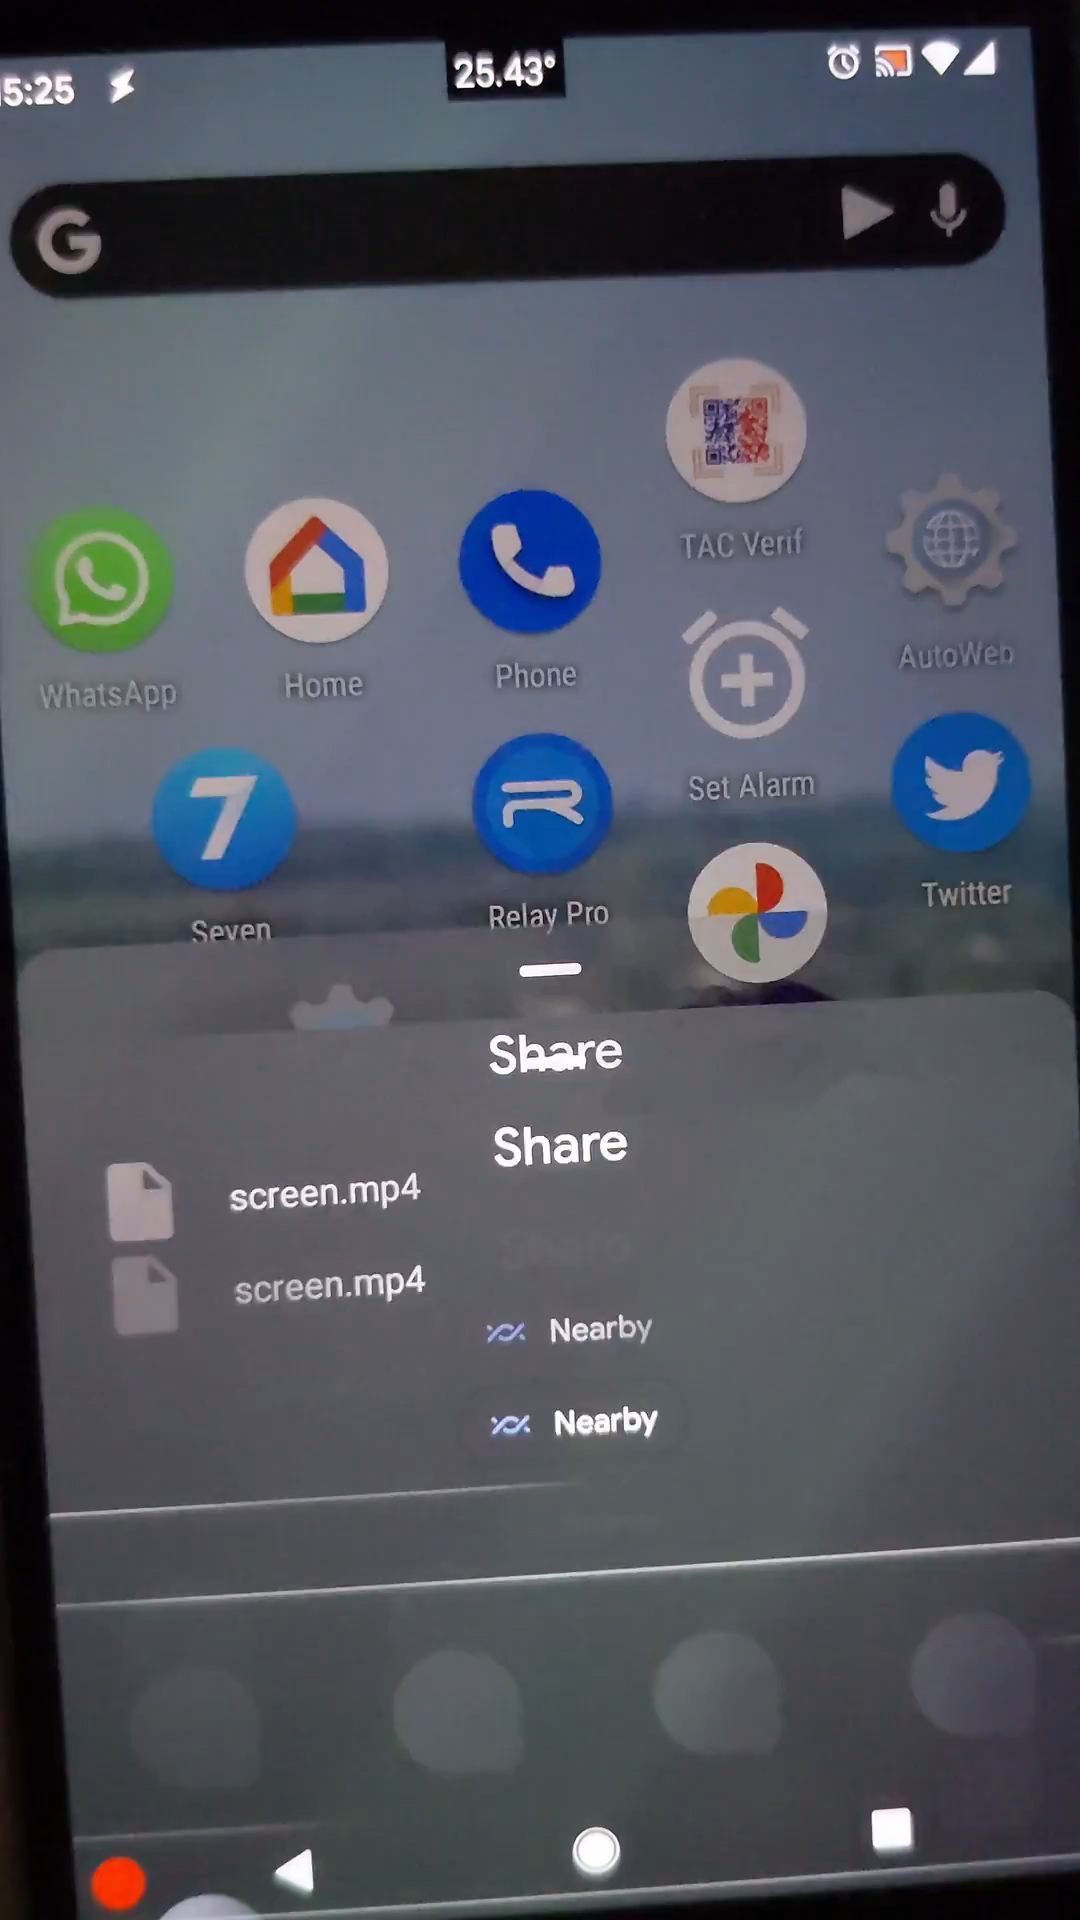 5:25
25.43°
G
TAC Verif
WhatsApp
Home
Phone
AutoWeb
7
Seven
Relay Pro
Set Alarm
Twitter
Share
Share
screen.mp4
screen.mp4
Nearby
Nearby